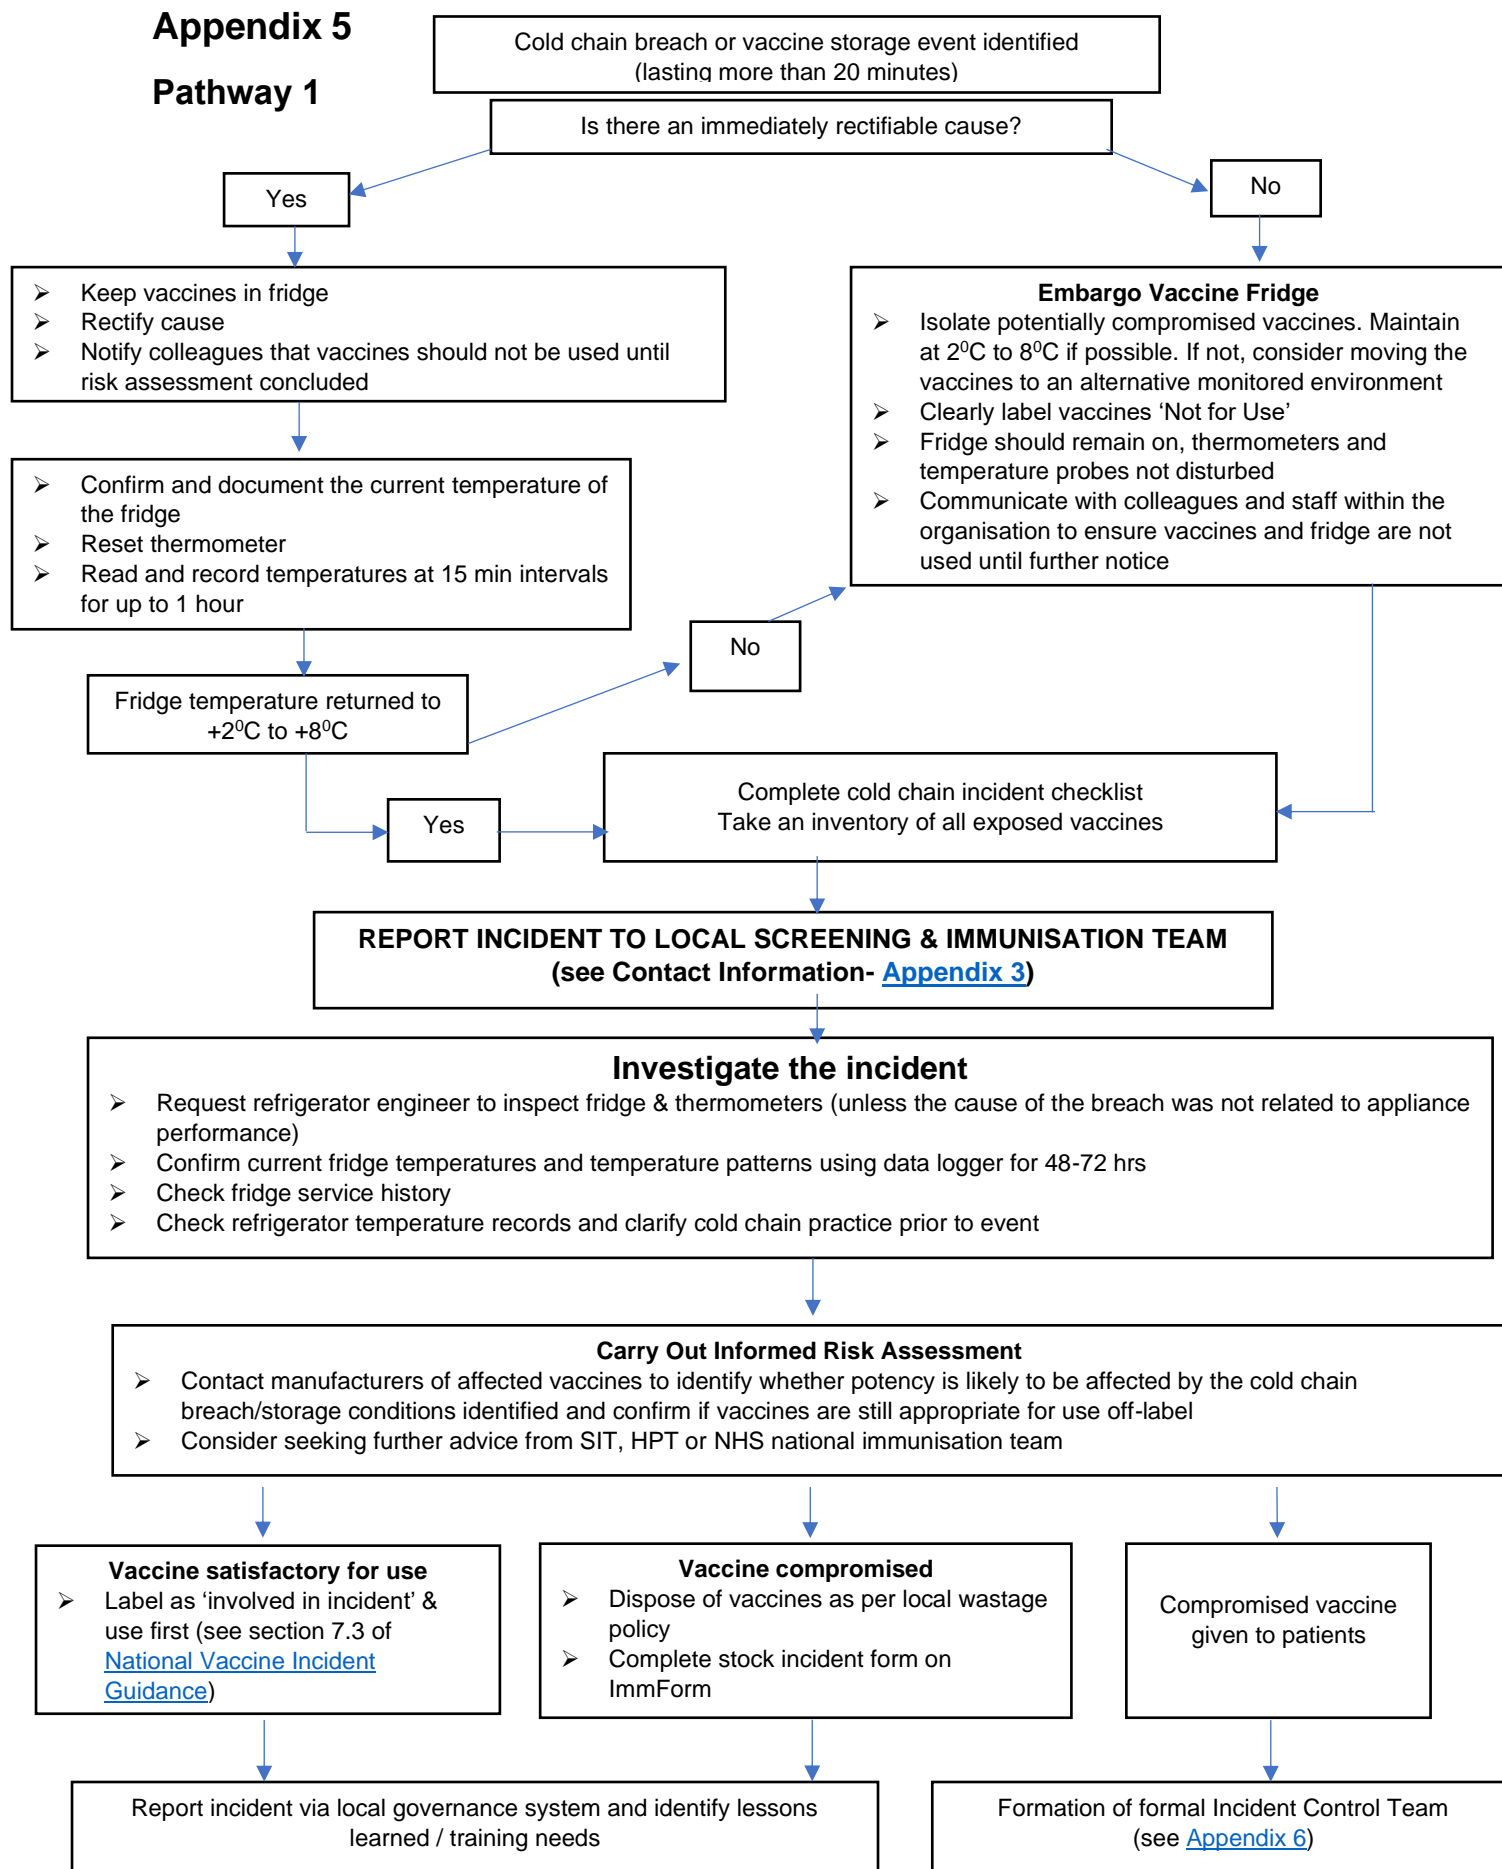 Appendix 5
Pathway 1
Cold chain breach or vaccine storage event identified
(lasting more than 20 minutes)
Is there an immediately rectifiable cause?
Yes
No
➢ Keep vaccines in fridge
➢ Rectify cause
➢ Notify colleagues that vaccines should not be used until
risk assessment concluded
Embargo Vaccine Fridge
➢ Isolate potentially compromised vaccines. Maintain
at 2⁰C to 8⁰C if possible. If not, consider moving the
vaccines to an alternative monitored environment
➢ Clearly label vaccines ‘Not for Use’
➢ Fridge should remain on, thermometers and
temperature probes not disturbed
➢ Communicate with colleagues and staff within the
organisation to ensure vaccines and fridge are not
used until further notice
➢ Confirm and document the current temperature of
the fridge
➢ Reset thermometer
➢ Read and record temperatures at 15 min intervals
for up to 1 hour
No
Fridge temperature returned to
+2⁰C to +8⁰C
Yes
Complete cold chain incident checklist
Take an inventory of all exposed vaccines
REPORT INCIDENT TO LOCAL SCREENING & IMMUNISATION TEAM
(see Contact Information- Appendix 3)
Investigate the incident
➢ Request refrigerator engineer to inspect fridge & thermometers (unless the cause of the breach was not related to appliance
performance)
➢ Confirm current fridge temperatures and temperature patterns using data logger for 48-72 hrs
➢ Check fridge service history
➢ Check refrigerator temperature records and clarify cold chain practice prior to event
Carry Out Informed Risk Assessment
➢ Contact manufacturers of affected vaccines to identify whether potency is likely to be affected by the cold chain
breach/storage conditions identified and confirm if vaccines are still appropriate for use off-label
➢ Consider seeking further advice from SIT, HPT or NHS national immunisation team
Vaccine satisfactory for use
➢ Label as ‘involved in incident’ &
use first (see section 7.3 of
National Vaccine Incident
Guidance)
Vaccine compromised
➢ Dispose of vaccines as per local wastage
policy
➢ Complete stock incident form on
ImmForm
Compromised vaccine
given to patients
Report incident via local governance system and identify lessons
learned / training needs
Formation of formal Incident Control Team
(see Appendix 6)